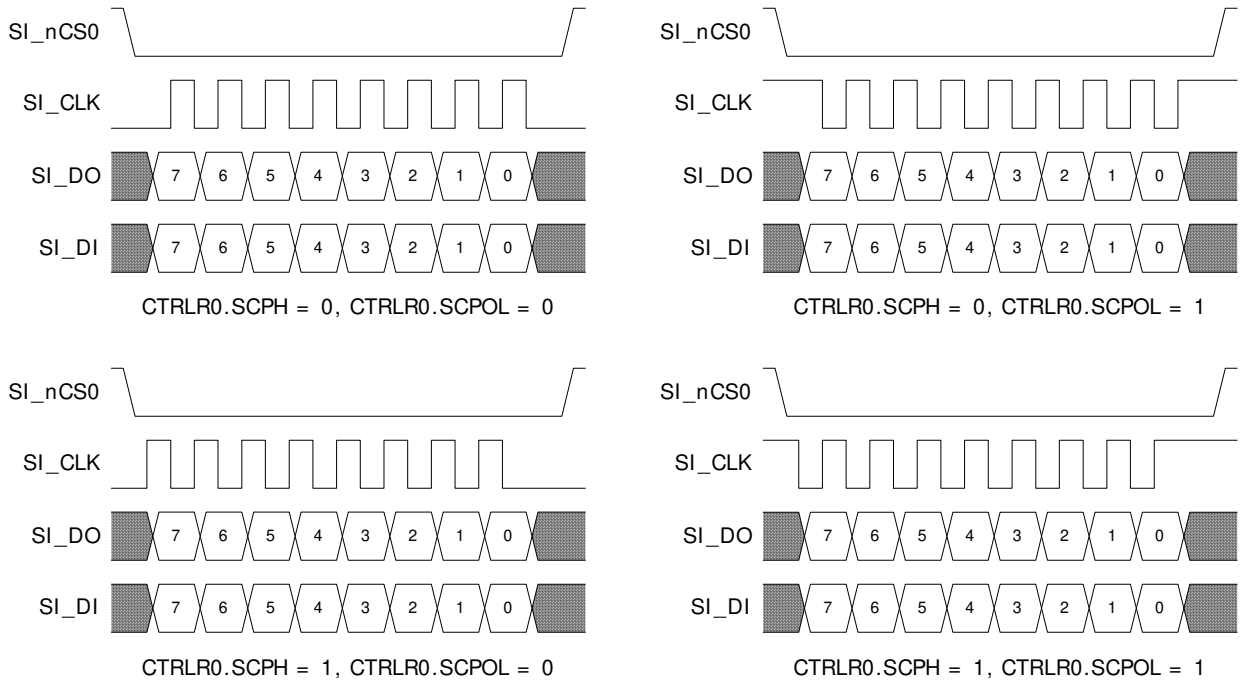 SI_nCS0
SI_CLK
SI_DO 7 6 5 4 3 2 1 0
SI_DI 7 6 5 4 3 2 1 0
CTRLR0.SCPH = 0, CTRLR0.SCPOL = 0
SI_nCS0
SI_CLK
SI_DO 7 6 5 4 3 2 1 0
SI_DI 7 6 5 4 3 2 1 0
CTRLR0.SCPH = 0, CTRLR0.SCPOL = 1
SI_nCS0
SI_CLK
SI_DO 7 6 5 4 3 2 1 0
SI_DI 7 6 5 4 3 2 1 0
CTRLR0.SCPH = 1, CTRLR0.SCPOL = 0
SI_nCS0
SI_CLK
SI_DO 7 6 5 4 3 2 1 0
SI_DI 7 6 5 4 3 2 1 0
CTRLR0.SCPH = 1, CTRLR0.SCPOL = 1